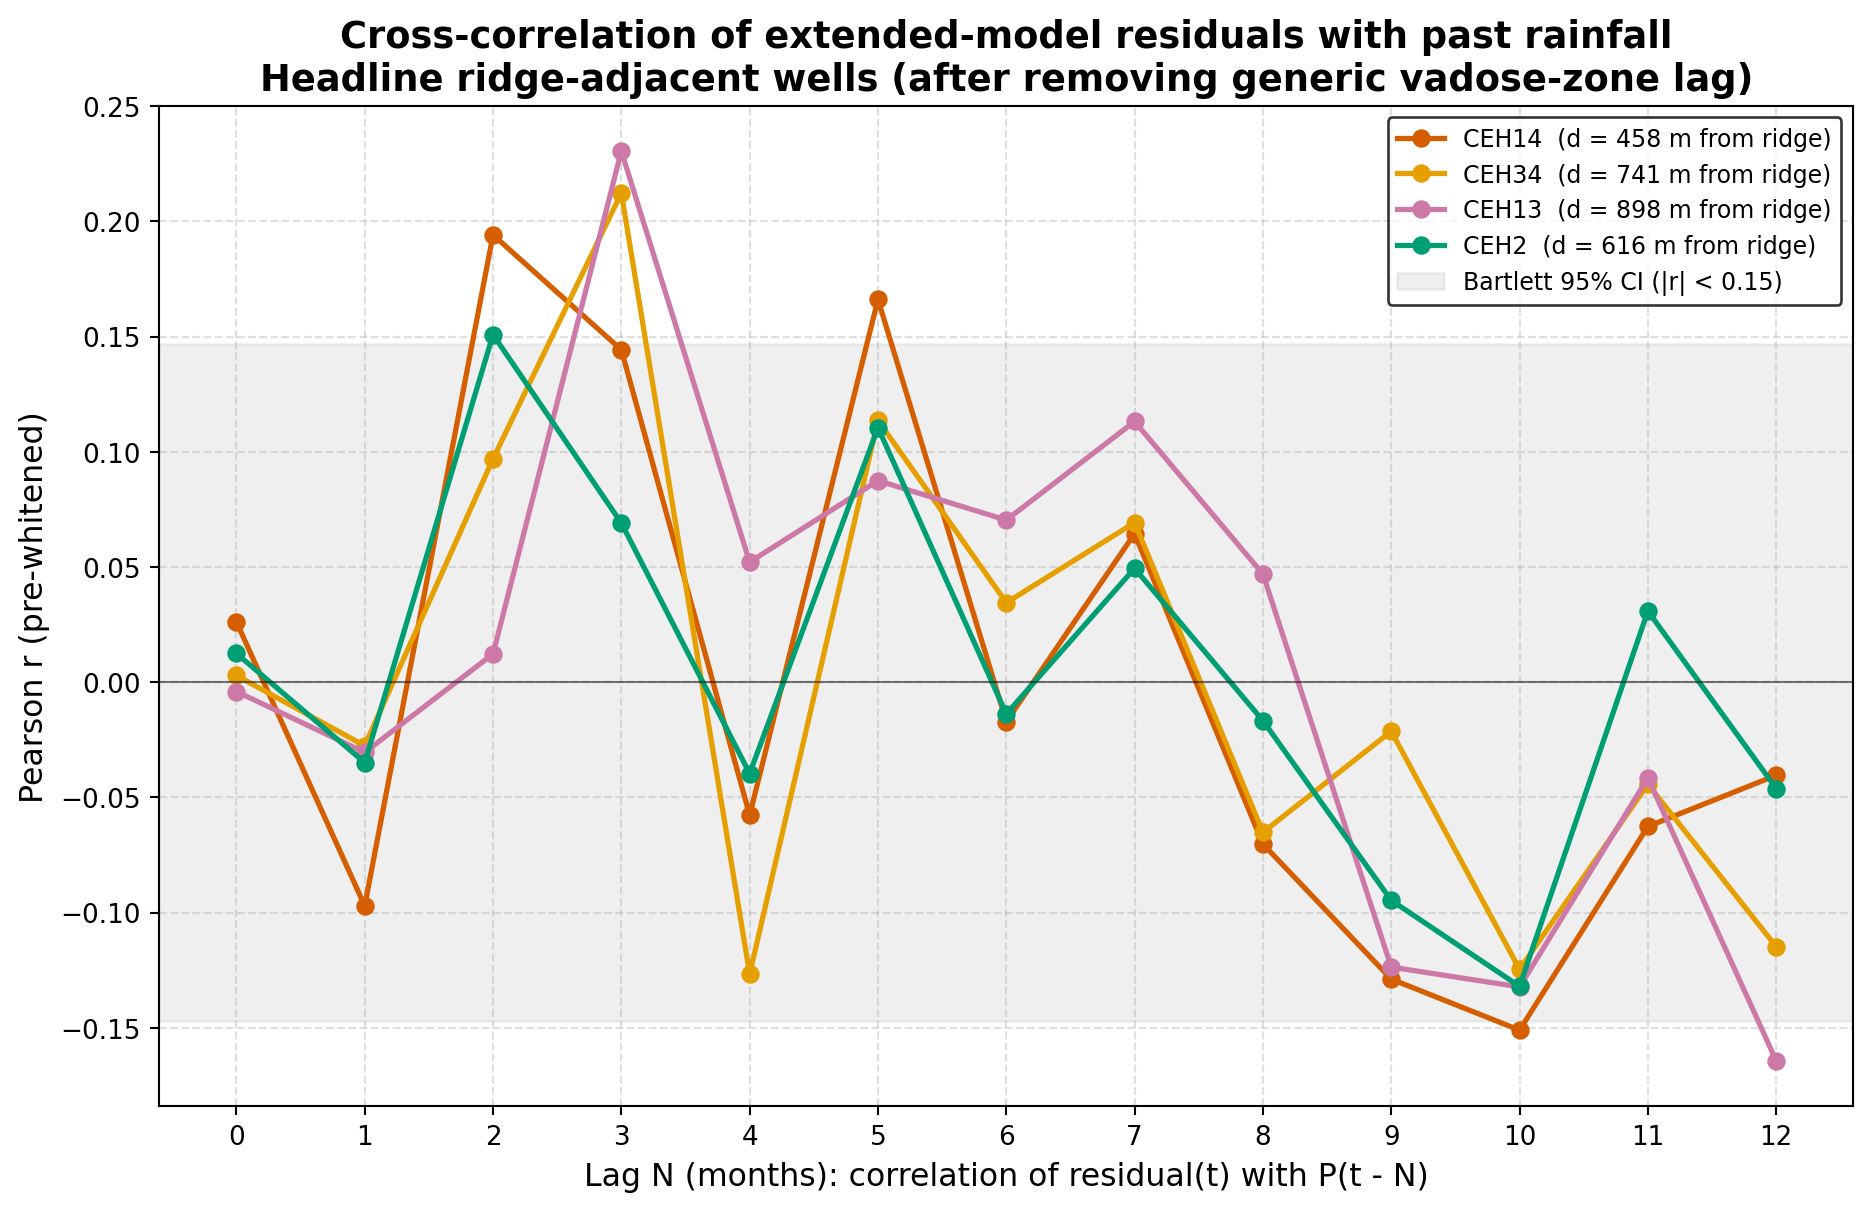 Cross-correlation of extended-model residuals with past rainfall
Headline ridge-adjacent wells (after removing generic vadose-zone lag)
CEH14  (d = 458 m from ridge)
CEH34  (d = 741 m from ridge)
CEH13  (d = 898 m from ridge)
CEH2  (d = 616 m from ridge)
Bartlett 95% CI (|r| < 0.15)
Pearson r (pre-whitened)
0.25
0.20
0.15
0.10
0.05
0.00
−0.05
−0.10
−0.15
0 1 2 3 4 5 6 7 8 9 10 11 12
Lag N (months): correlation of residual(t) with P(t - N)